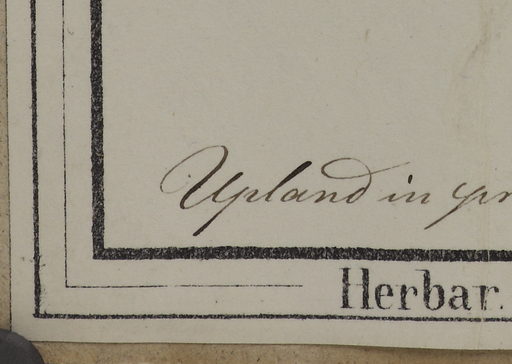 Upland in
Herbar.